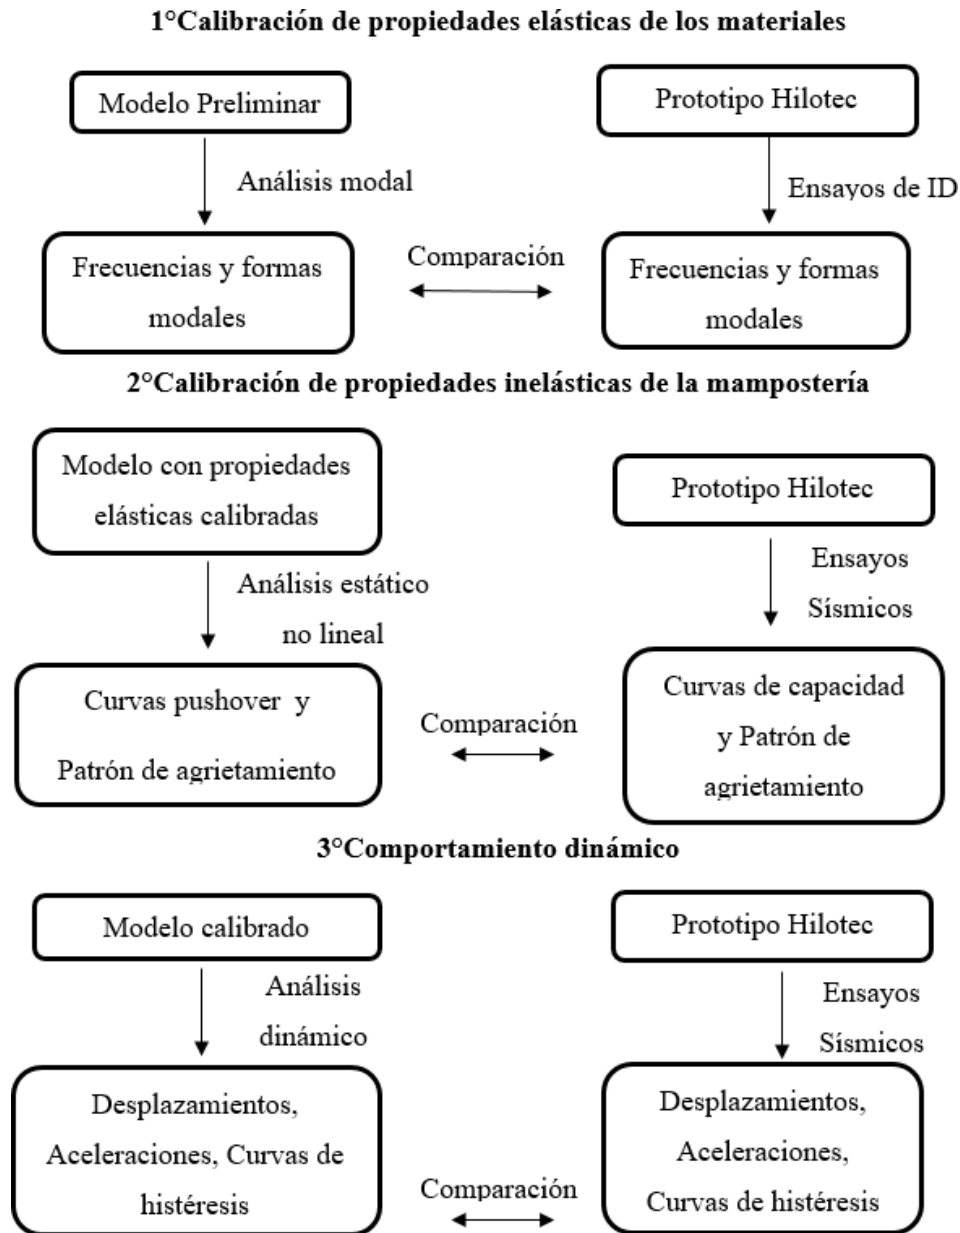 1°Calibración de propiedades elásticas de los materiales
Modelo Preliminar
Prototipo Hilotec
Análisis modal
Ensayos de ID
Frecuencias y formas
modales
Comparación
Frecuencias y formas
modales
2°Calibración de propiedades inelásticas de la mampostería
Modelo con propiedades
elásticas calibradas
Prototipo Hilotec
Análisis estático
no lineal
Ensayos
Sísmicos
Curvas pushover y
Patrón de agrietamiento
Comparación
Curvas de capacidad
y Patrón de
agrietamiento
3°Comportamiento dinámico
Modelo calibrado
Prototipo Hilotec
Análisis
dinámico
Ensayos
Sísmicos
Desplazamientos,
Aceleraciones, Curvas de
histéresis
Comparación
Desplazamientos,
Aceleraciones,
Curvas de histéresis